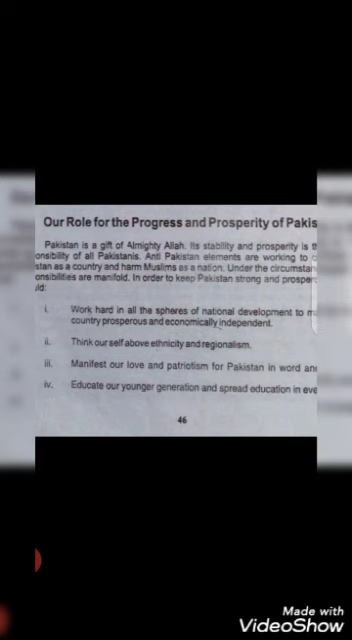 Our Role for the Progress and Prosperity of Pakis
Pakistan is a gift of Almighty Allah. Its stability and prosperity is th
onsibility of all Pakistanis. Anti Pakistan elements are working to
stan as a country and harm Muslims as a nation. Under the circumstan
onsibilities are manifold. In order to keep Pakistan strong and prospero
uld:
i. Work hard in all the spheres of national development to ma
country prosperous and economically independent.
ii. Think our self above ethnicity and regionalism.
iii. Manifest our love and patriotism for Pakistan in word and
iv. Educate our younger generation and spread education in eve
46
Made with
VideoShow